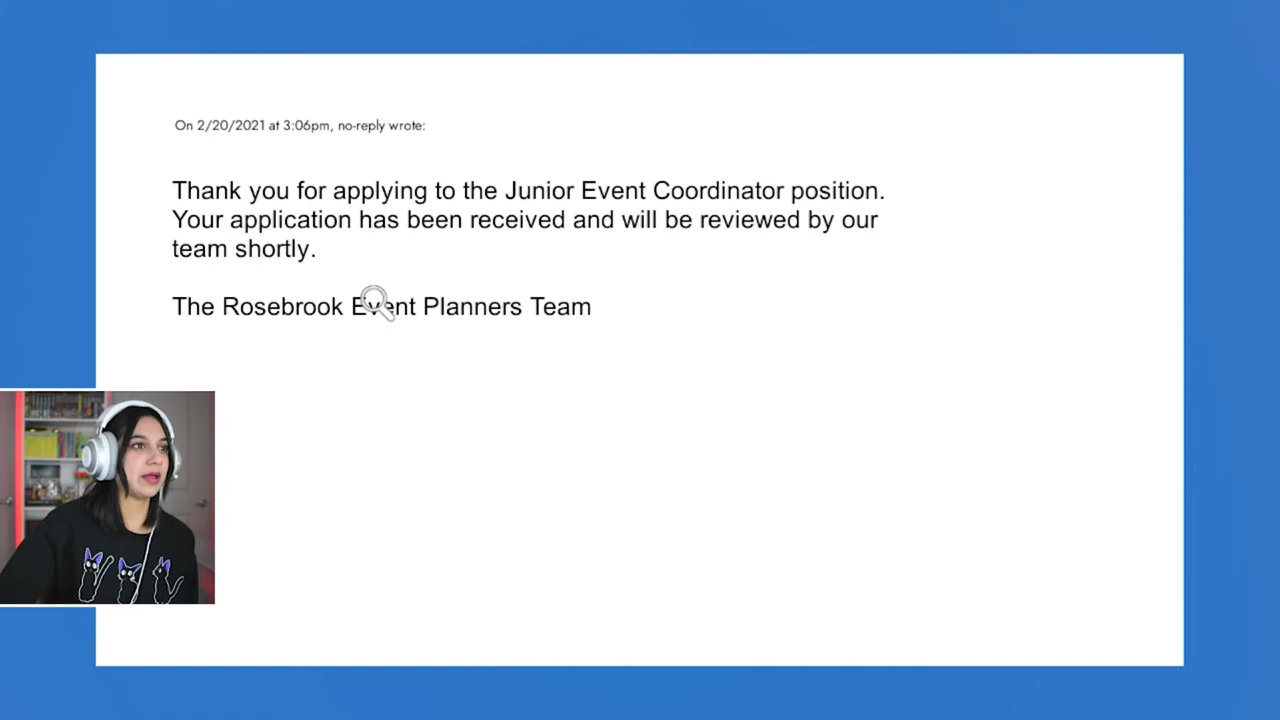 On 2/20/2021 at 3:06pm, no-reply wrote:
Thank you for applying to the Junior Event Coordinator position.
Your application has been received and will be reviewed by our
team shortly.
The Rosebrook Event Planners Team